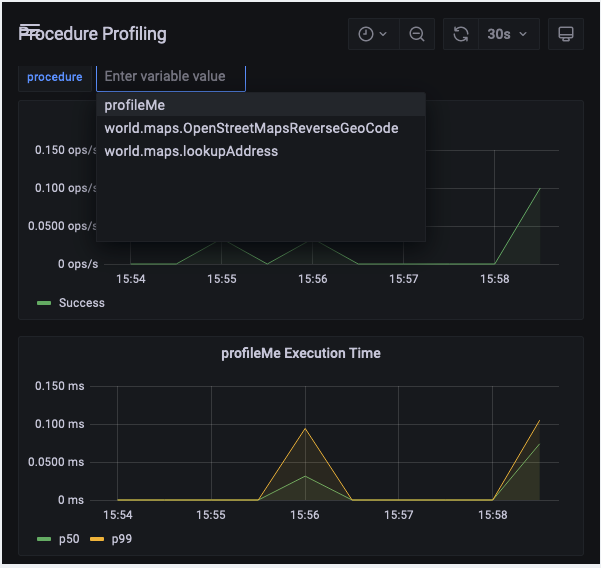 Procedure Profiling
30s
procedure
Enter variable value
profileMe
world.maps.OpenStreetMapsReverseGeoCode
world.maps.lookupAddress
0.150 ops/s
0.100 ops/s
0.0500 ops/s
0 ops/s
15:54 15:55 15:56 15:57 15:58
Success
profileMe Execution Time
0.150 ms
0.100 ms
0.0500 ms
0 ms
15:54 15:55 15:56 15:57 15:58
p50 p99